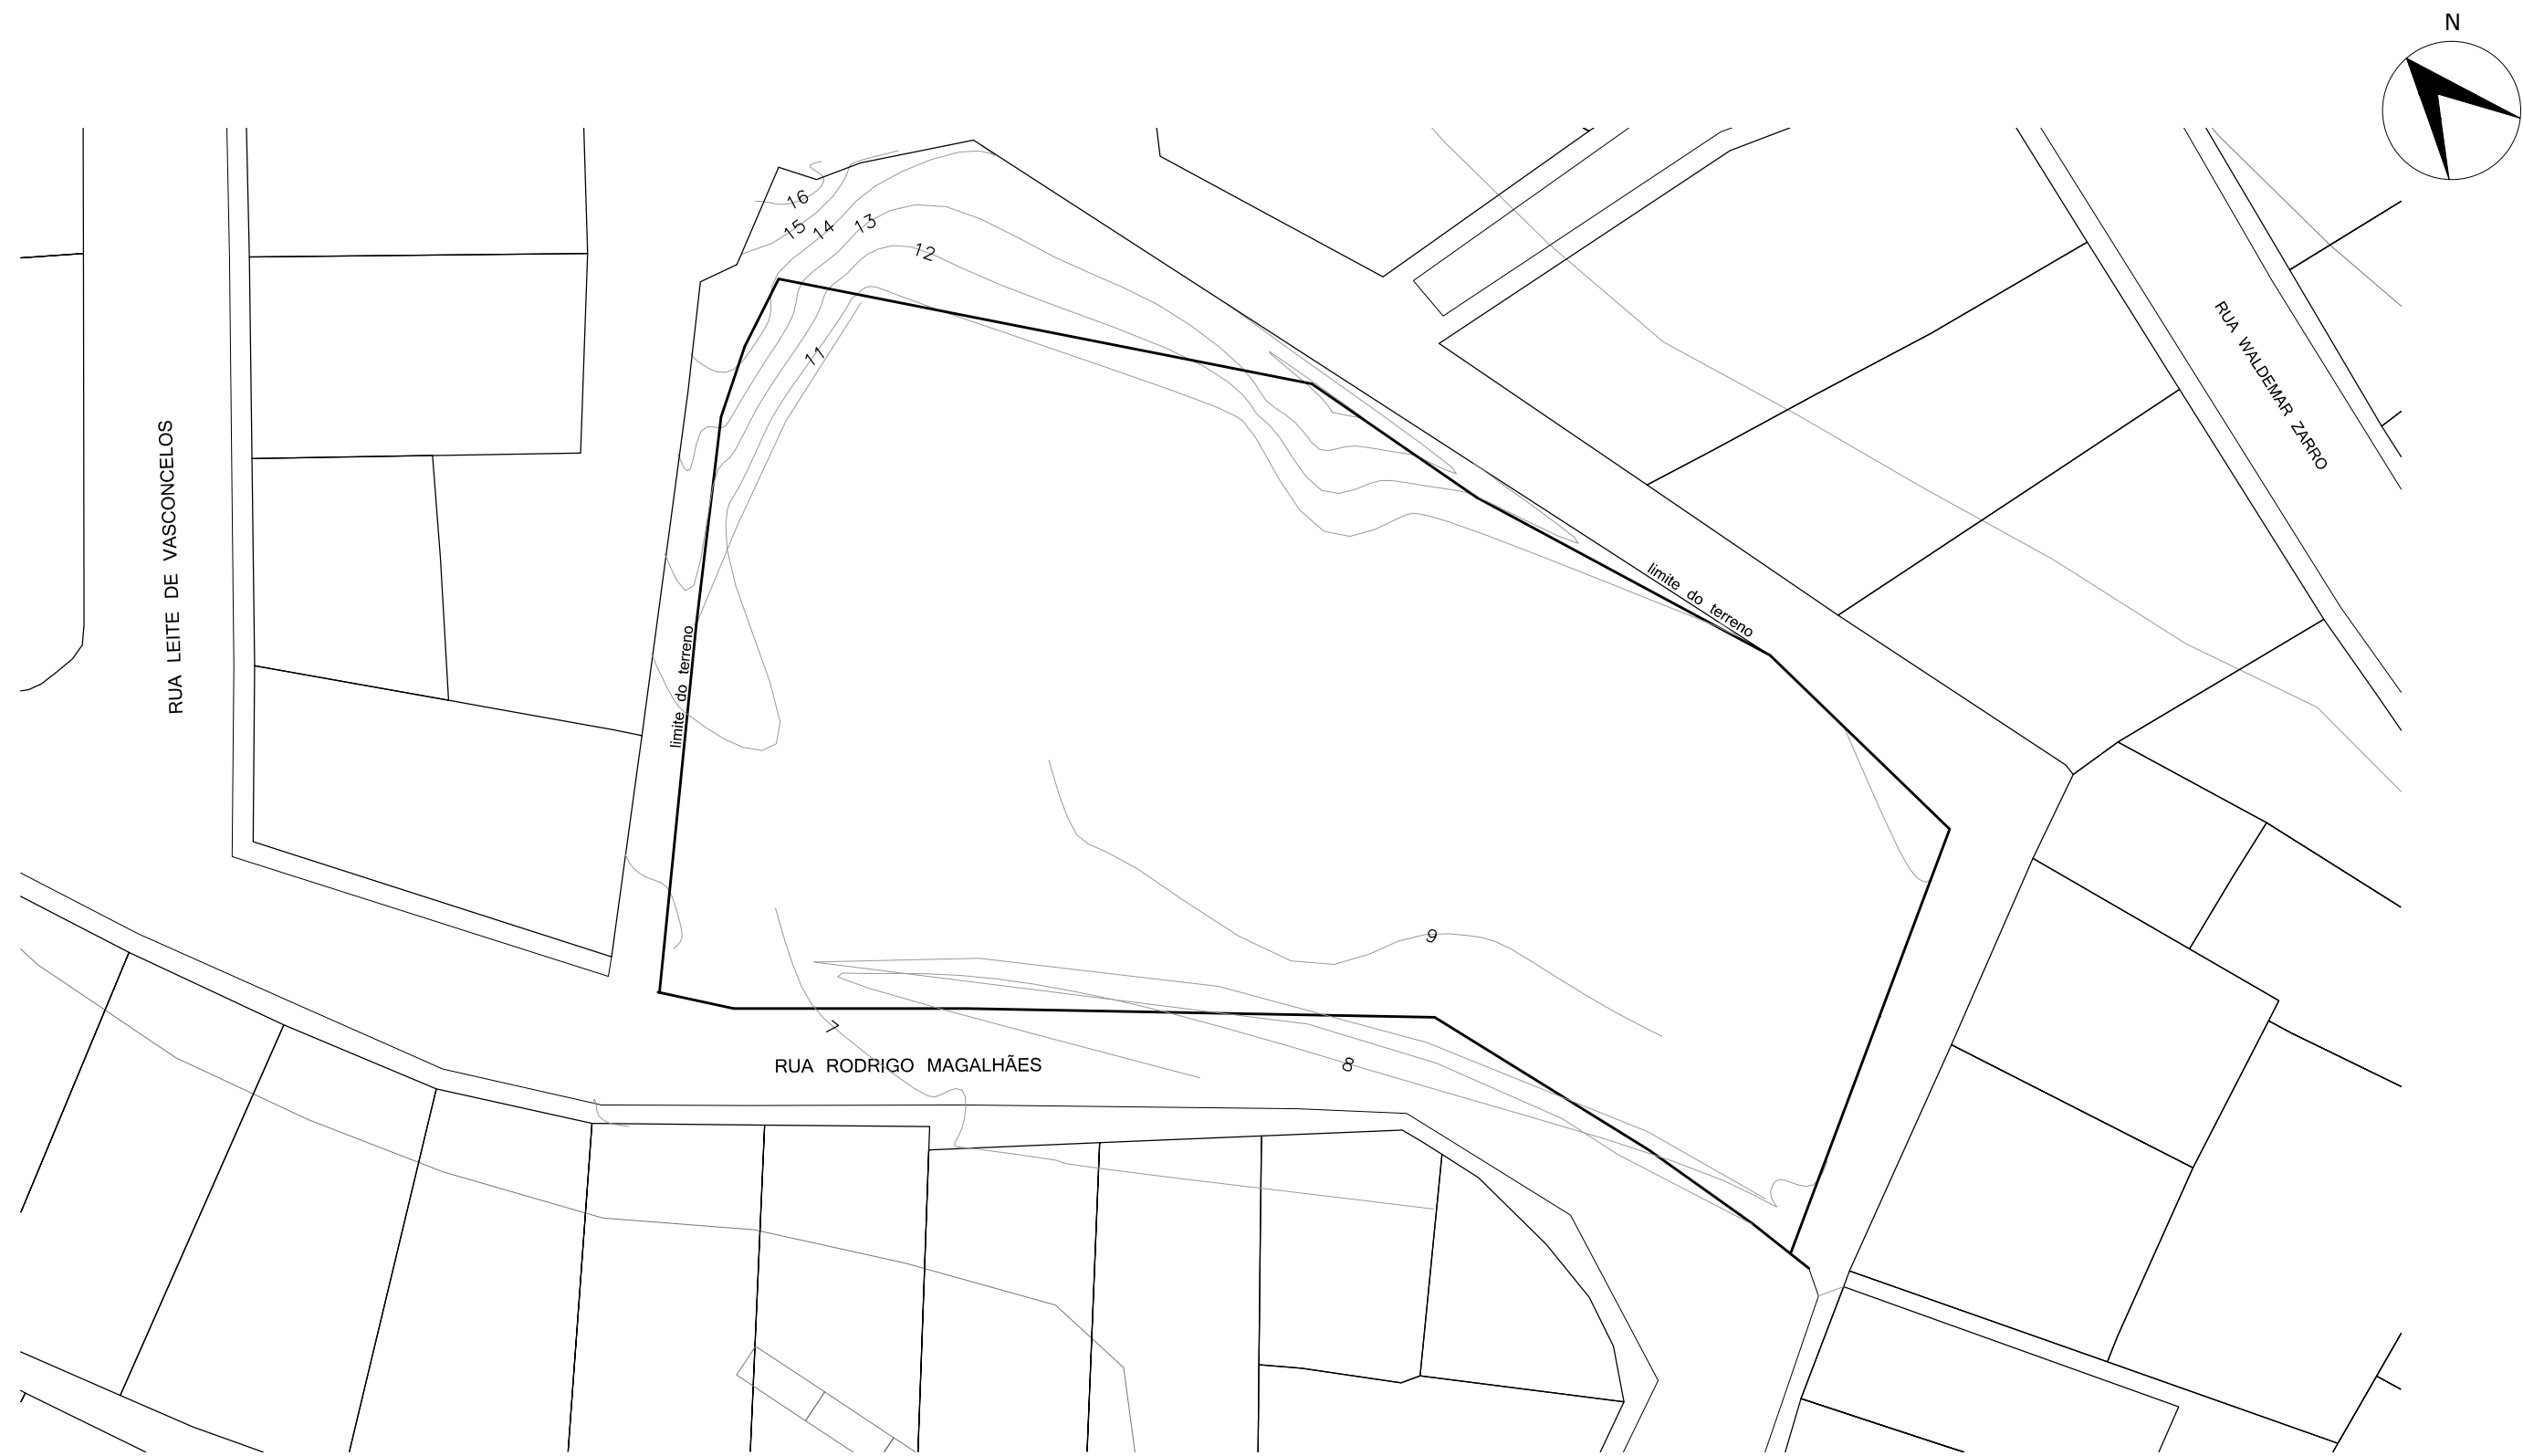 N
16
15
14
13
12
11
RUA WALDEMAR ZARRO
RUA LEITE DE VASCONCELOS
limite do terreno
limite do terreno
9
7
8
RUA RODRIGO MAGALHÃES